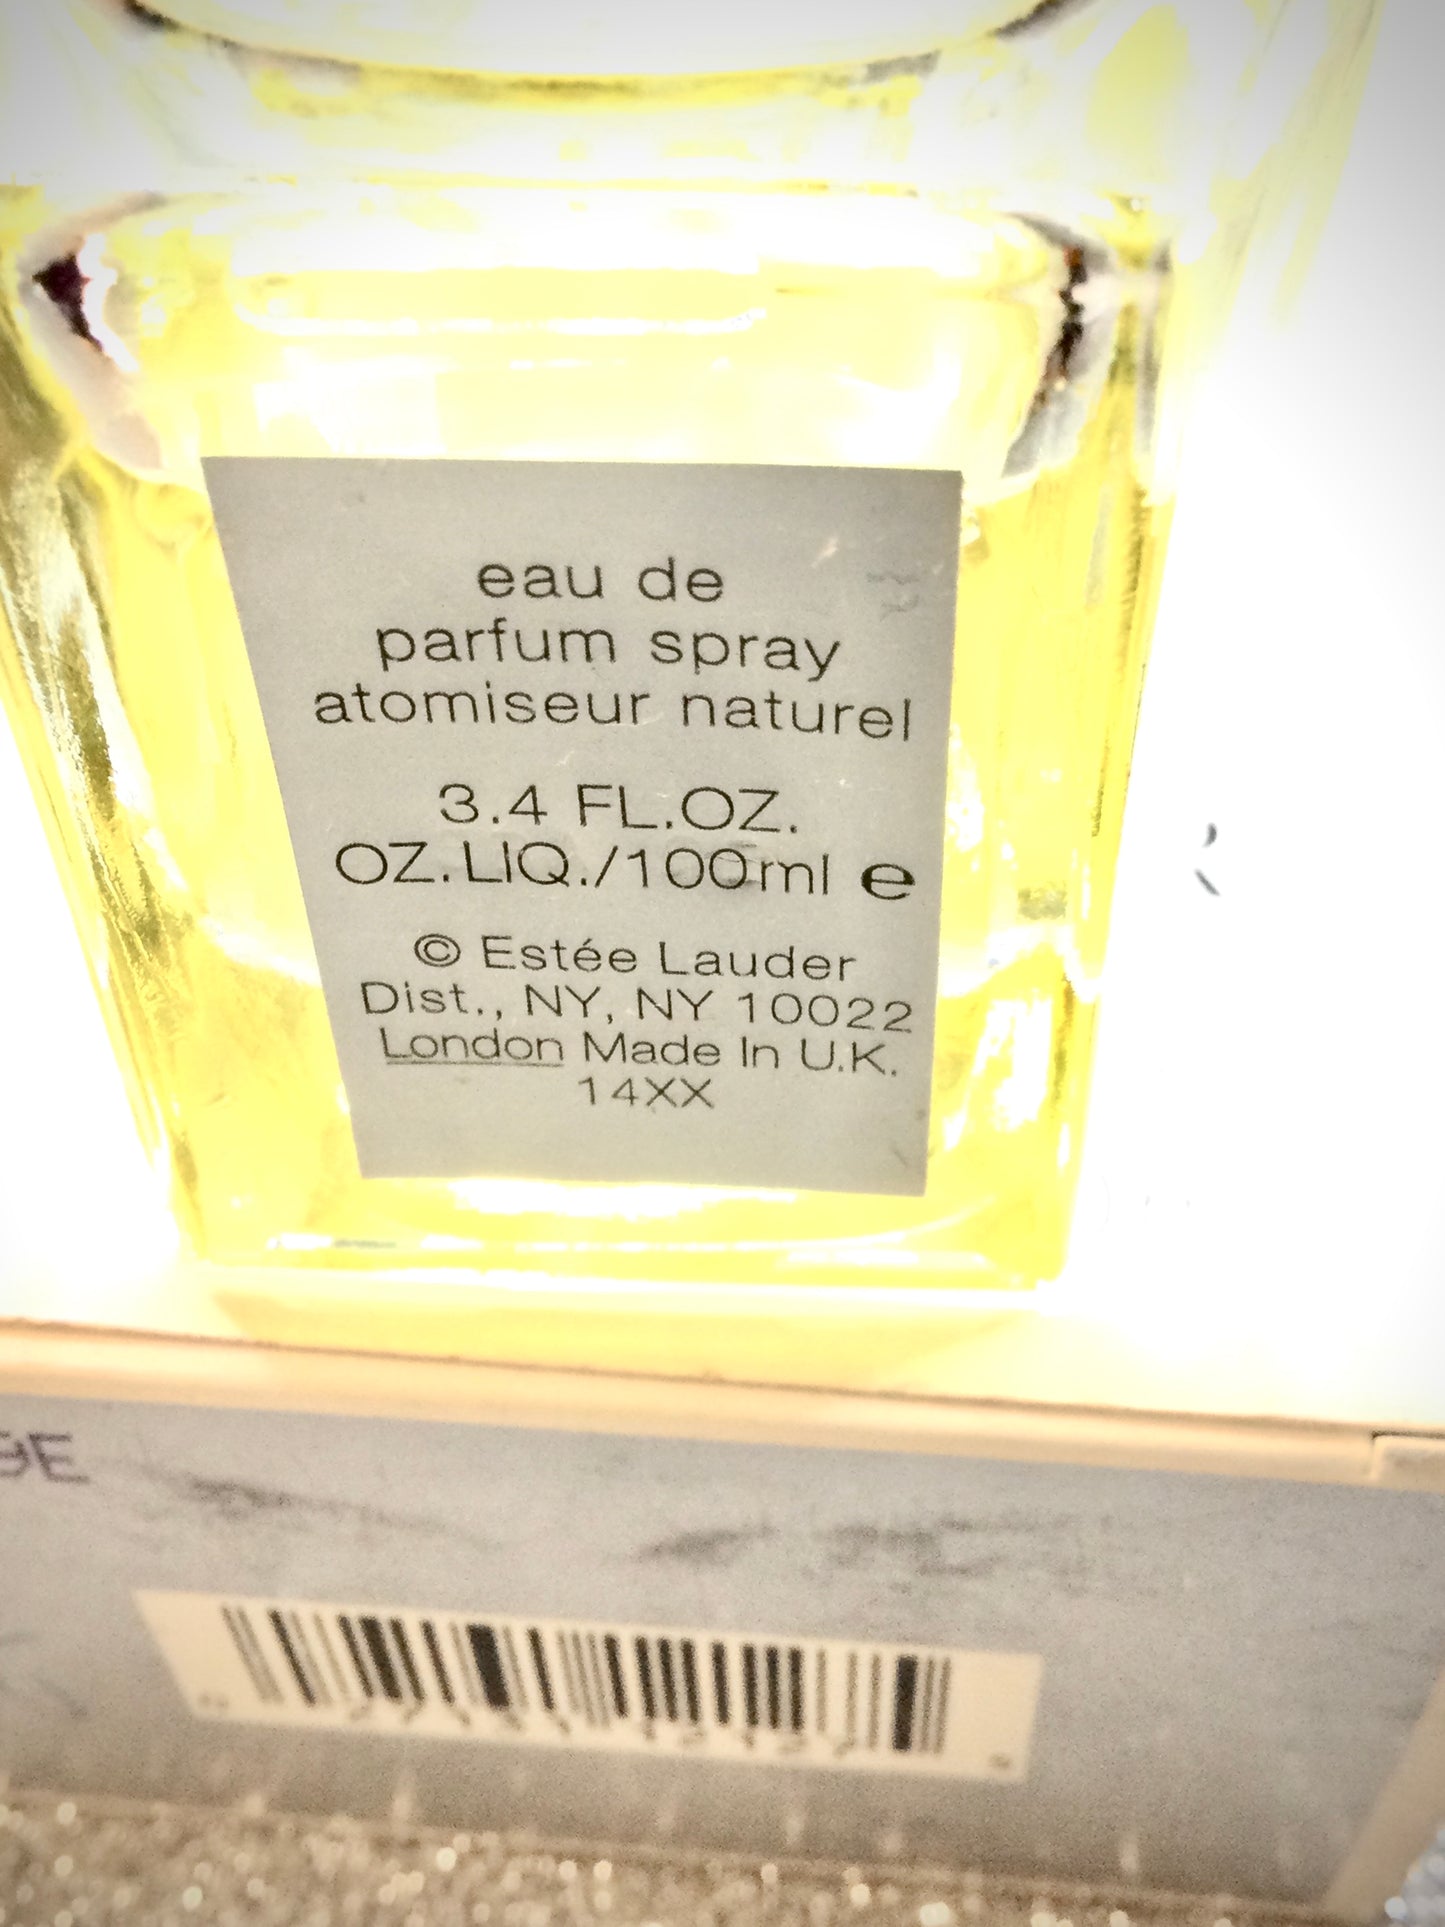 eau de
parfum spray
atomiseur naturel
3.4 FL.OZ.
OZ.LIQ./100ml e
© Estée Lauder
Dist., NY, NY 10022
London Made In U.K.
14XX